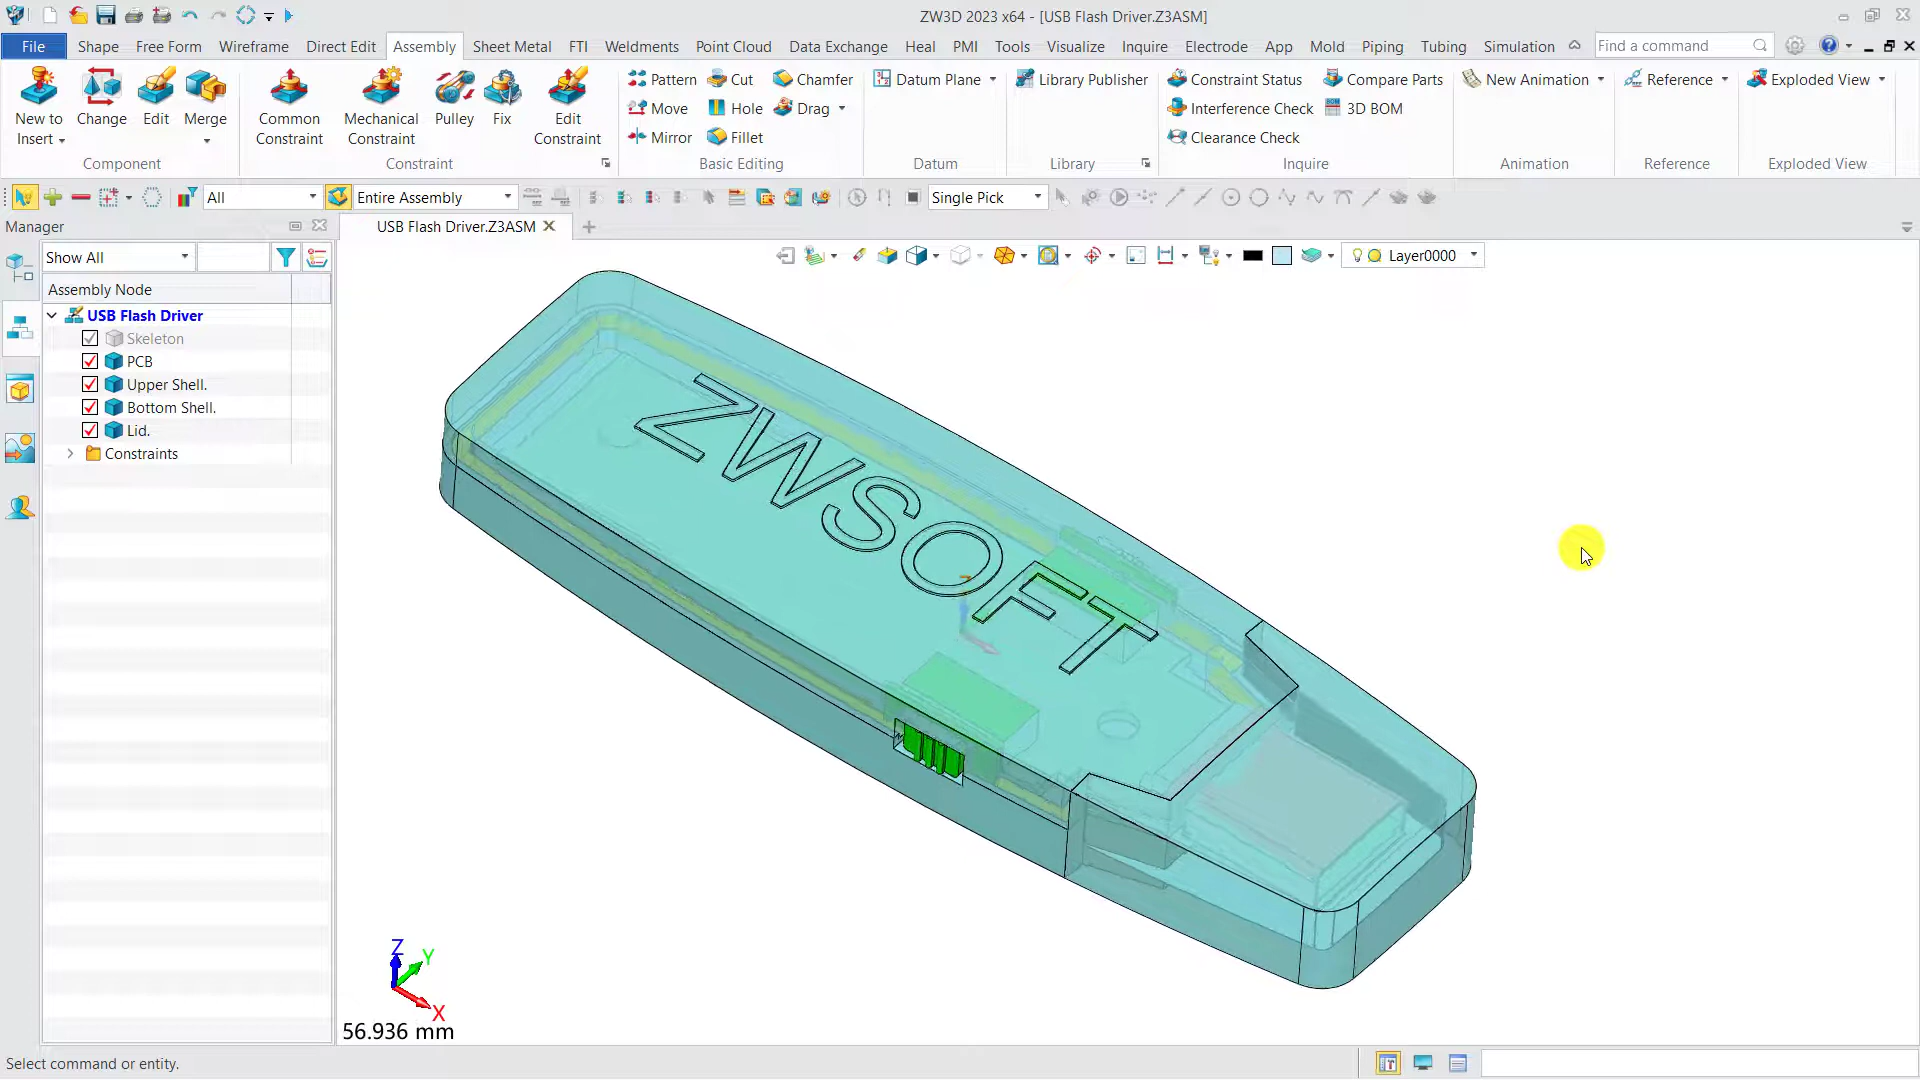 ZW3D 2023 x64 - [USB Flash Driver.Z3ASM]
File Shape Free Form Wireframe Direct Edit Assembly Sheet Metal FTI Weldments Point Cloud Data Exchange Heal PMI Tools Visualize Inquire Electrode App Mold Piping Tubing Simulation Find a command
New to Insert Change Edit Merge
Component
Common Constraint Mechanical Constraint Pulley Fix Edit Constraint
Constraint
Pattern Cut Chamfer
Move Hole Drag
Mirror Fillet
Basic Editing
Datum Plane
Datum
Library Publisher
Library
Constraint Status Compare Parts
Interference Check 3D BOM
Clearance Check
Inquire
New Animation
Animation
Reference
Reference
Exploded View
Exploded View
All Entire Assembly Single Pick
Manager
USB Flash Driver.Z3ASM
Show All
Layer0000
Assembly Node
USB Flash Driver
Skeleton
PCB
Upper Shell.
Bottom Shell.
Lid.
Constraints
ZWSOFT
Z
Y
X
56.936 mm
Select command or entity.